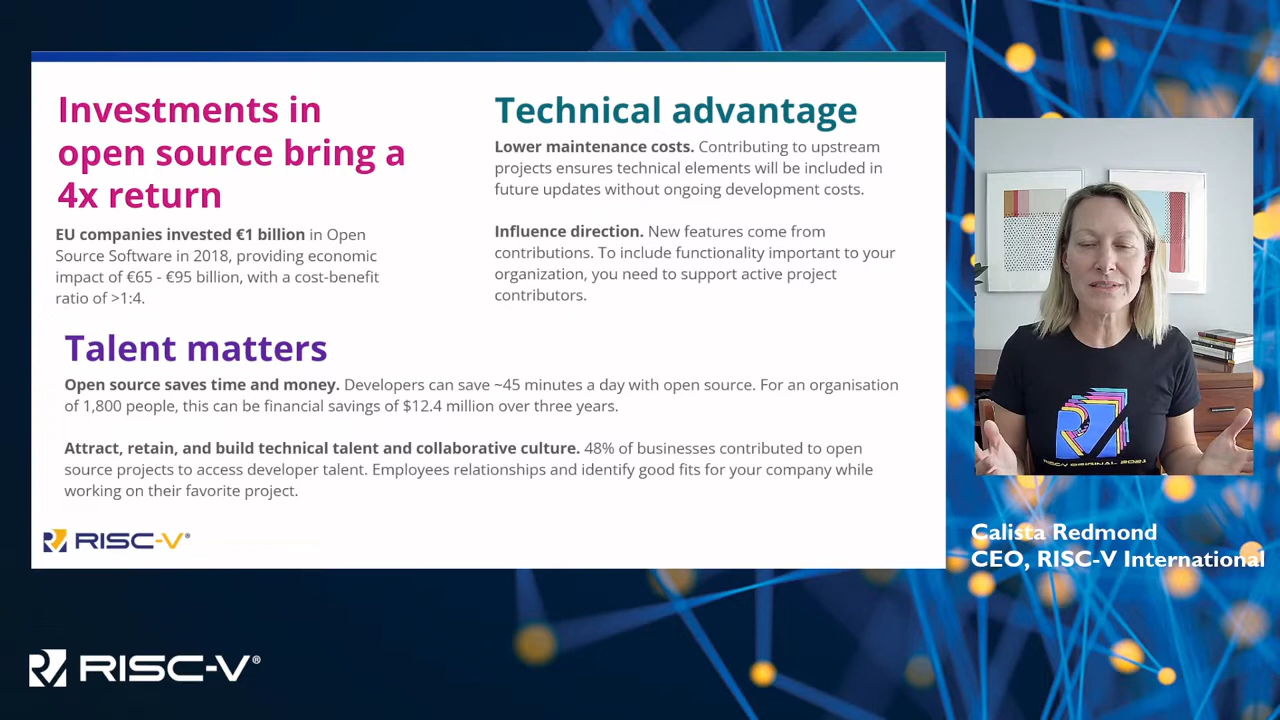 Investments in
open source bring a
4x return
EU companies invested €1 billion in Open
Source Software in 2018, providing economic
impact of €65 - €95 billion, with a cost-benefit
ratio of >1:4.
Technical advantage
Lower maintenance costs. Contributing to upstream
projects ensures technical elements will be included in
future updates without ongoing development costs.
Influence direction. New features come from
contributions. To include functionality important to your
organization, you need to support active project
contributors.
Talent matters
Open source saves time and money. Developers can save ~45 minutes a day with open source. For an organisation
of 1,800 people, this can be financial savings of $12.4 million over three years.
Attract, retain, and build technical talent and collaborative culture. 48% of businesses contributed to open
source projects to access developer talent. Employees relationships and identify good fits for your company while
working on their favorite project.
RISC-V®
RISC-V ORIGINAL 2021
Calista Redmond
CEO, RISC-V International
RISC-V®